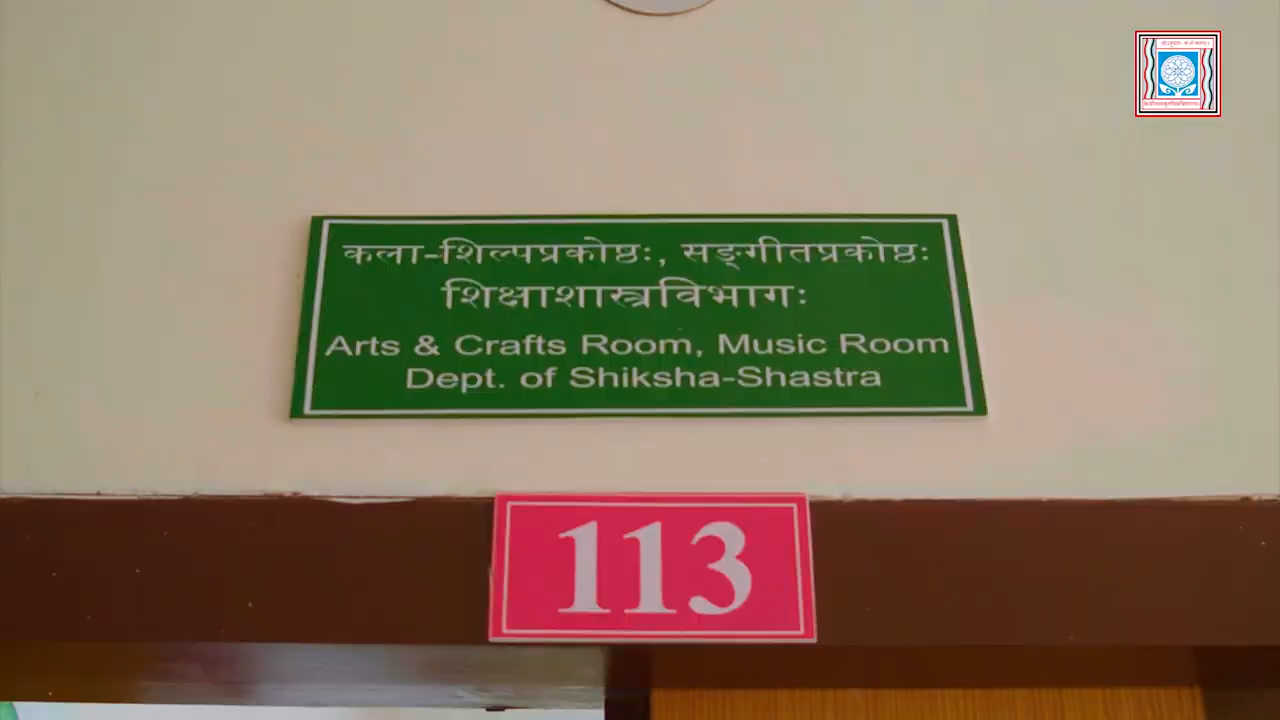 कला-शिल्पप्रकोष्ठः, सङ्गीतप्रकोष्ठः
शिक्षाशास्त्रविभागः
Arts & Crafts Room, Music Room
Dept. of Shiksha-Shastra
113